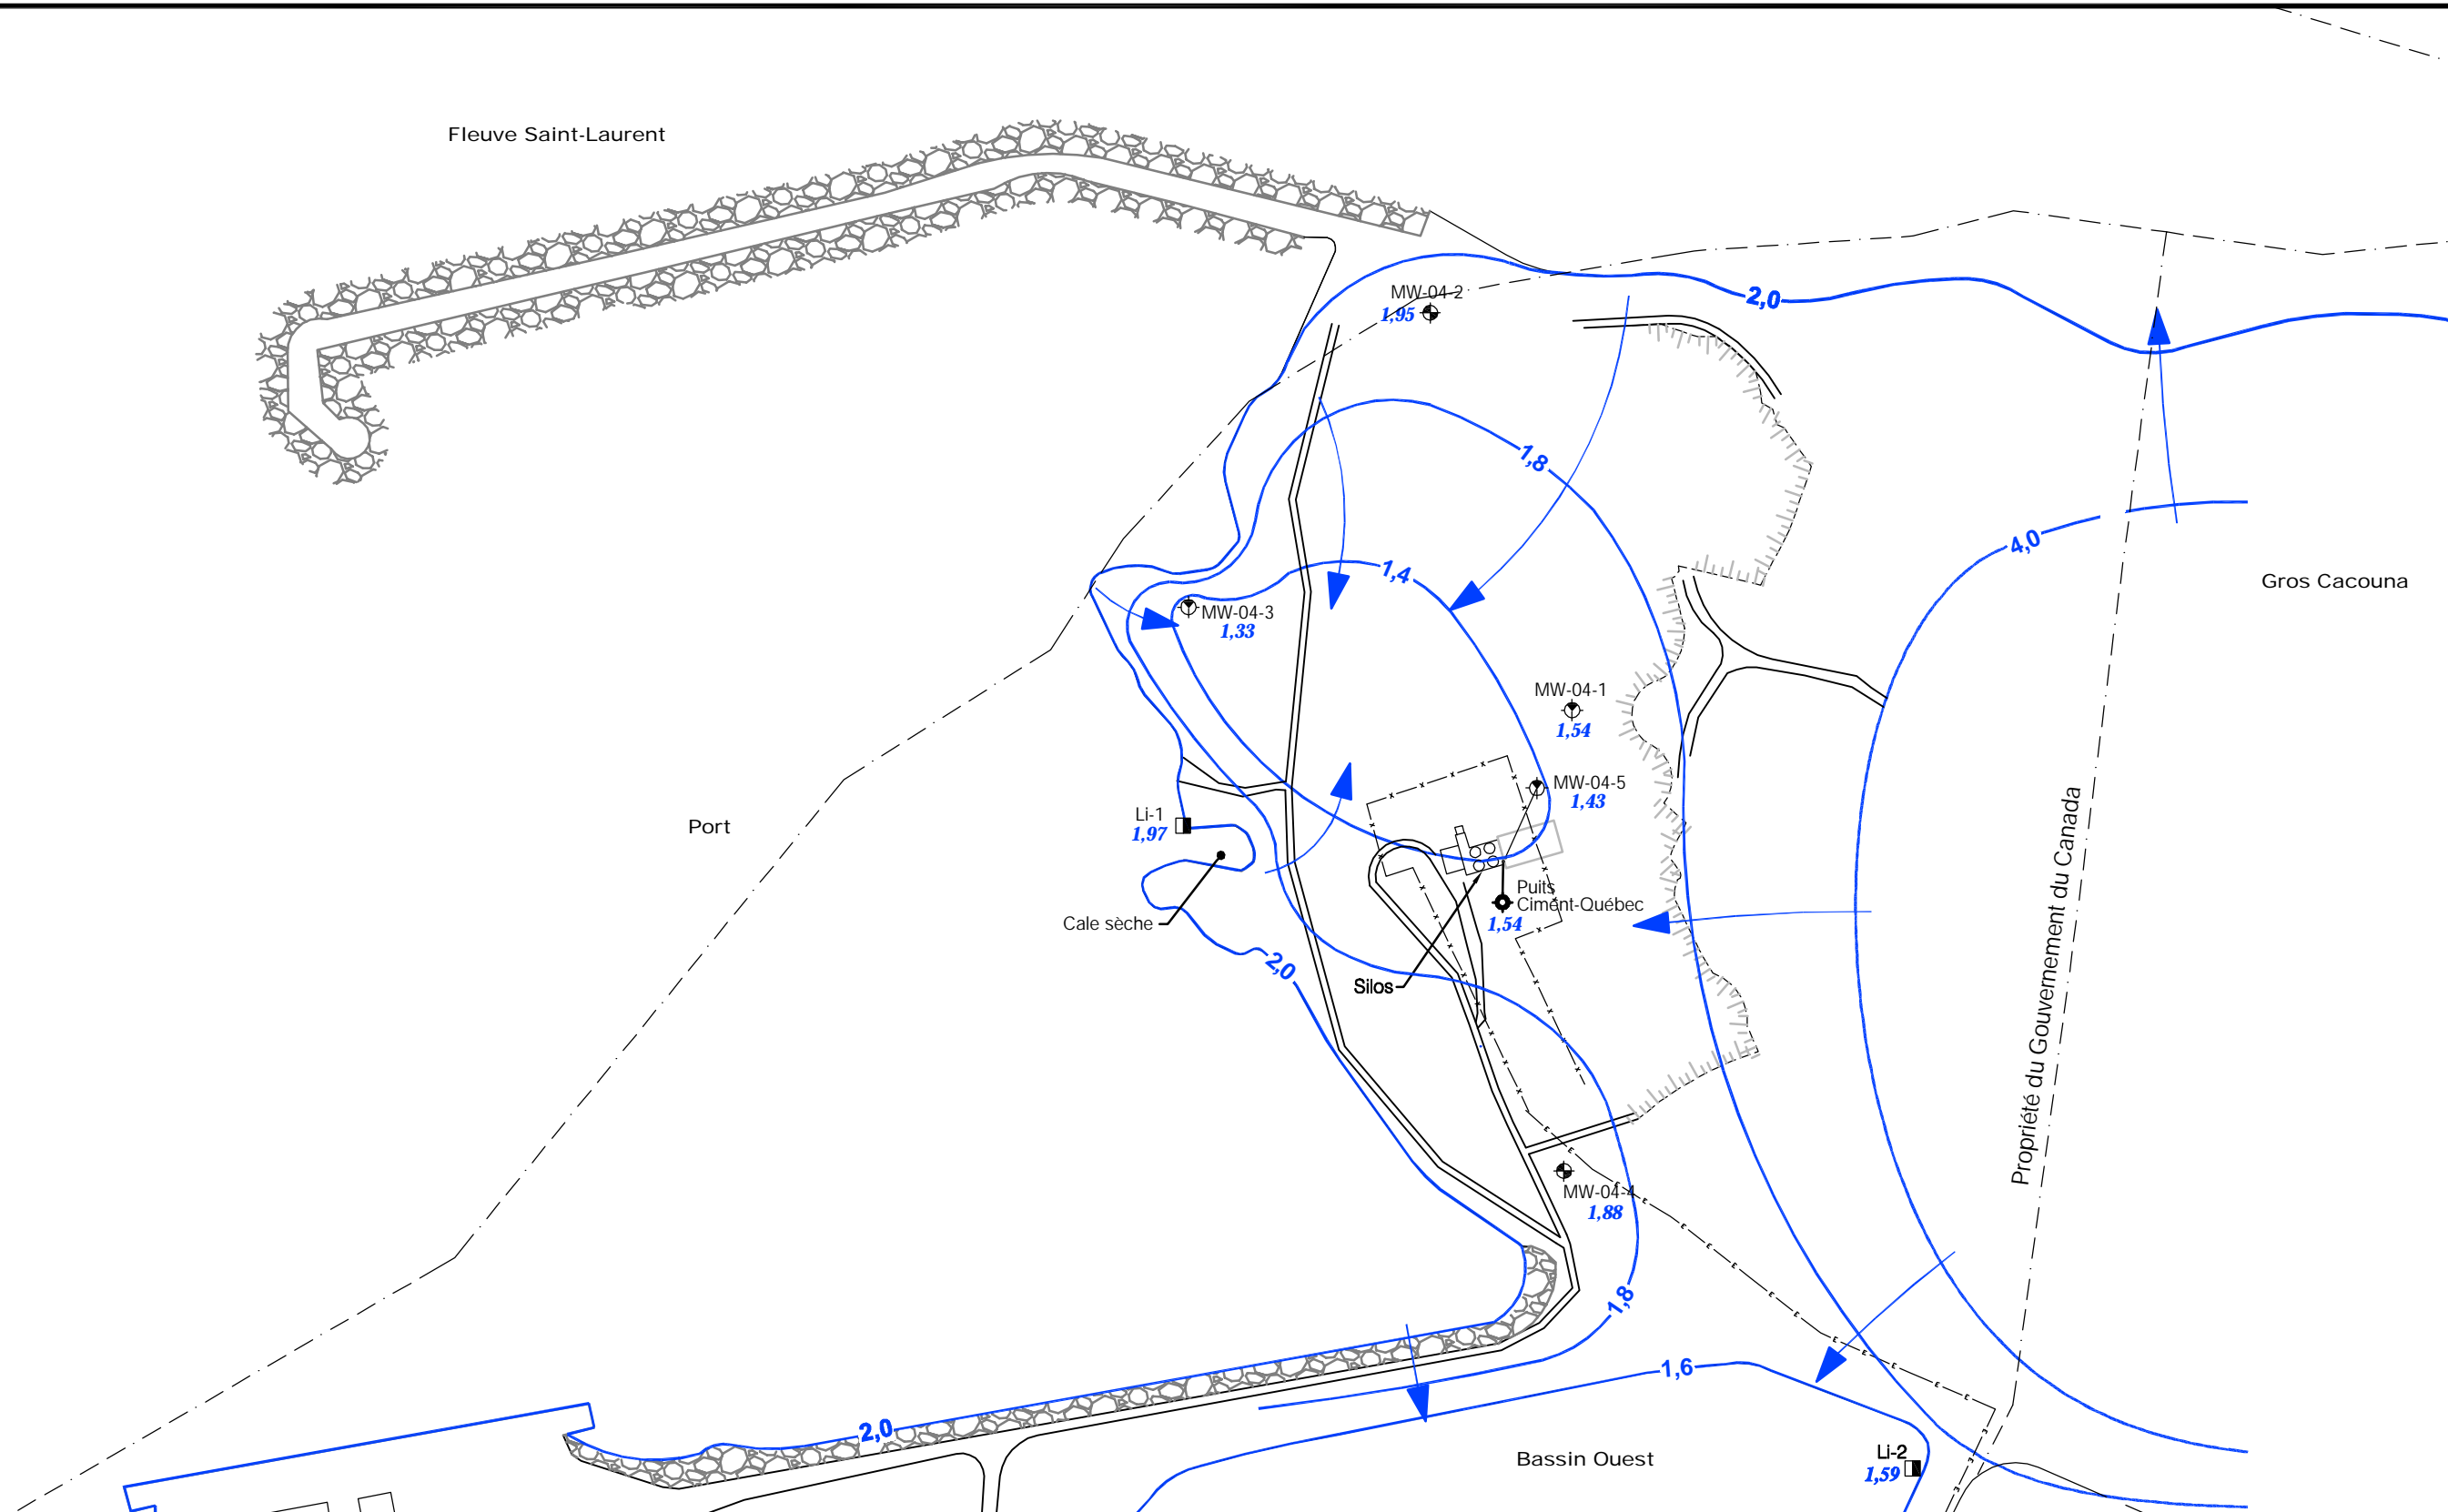 Fleuve Saint-Laurent
MW-04-2
1,95
2,0
1,8
4,0
1,4
Gros Cacouna
MW-04-3
1,33
MW-04-1
1,54
MW-04-5
1,43
Li-1
1,97
Port
Puits
Ciment-Québec
1,54
Cale sèche
2,0
Silos
Propriété du Gouvernement du Canada
MW-04-4
1,88
1,8
1,6
2,0
Bassin Ouest
Li-2
1,59